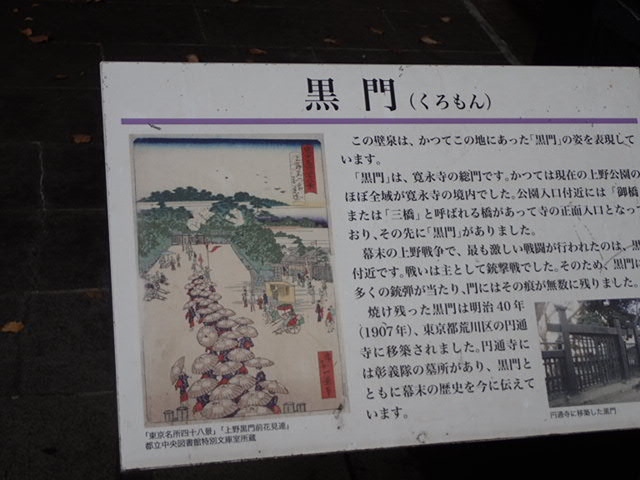 黒門(くろもん)
この壁泉は、かつてこの地にあった「黒門」の姿を表現して
います。
「黒門」は、寛永寺の総門です。かつては現在の上野公園の
ほぼ全域が寛永寺の境内でした。公園入口付近には「御橋
または「三橋」と呼ばれる橋があって寺の正面入口となって
おり、その先に「黒門」がありました。
幕末の上野戦争で、最も激しい戦闘が行われたのは、黒
付近です。戦いは主として銃撃戦でした。そのため、黒門に
多くの銃弾が当たり、門にはその痕が無数に残りました。
焼け残った黒門は明治40年
(1907年)、東京都荒川区の円通
寺に移築されました。円通寺に
は彰義隊の墓所があり、黒門と
ともに幕末の歴史を今に伝えて
います。
「東京名所四十八景」「上野黒門前花見連」
都立中央図書館特別文庫室所蔵
円通寺に移築した黒門